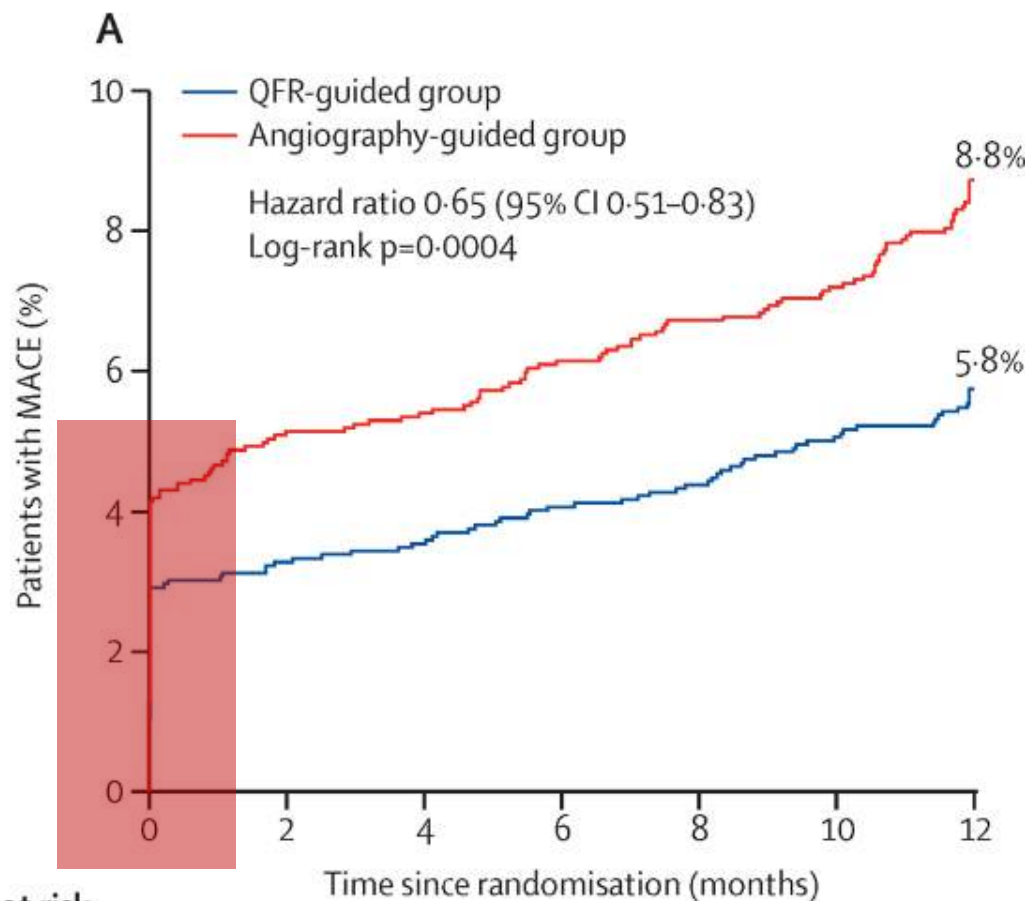 A
10
8
6
4
2
0
Patients with MACE (%)
QFR-guided group
Angiography-guided group
Hazard ratio 0·65 (95% CI 0·51–0·83)
Log-rank p=0·0004
8·8%
5·8%
0 2 4 6 8 10 12
Time since randomisation (months)